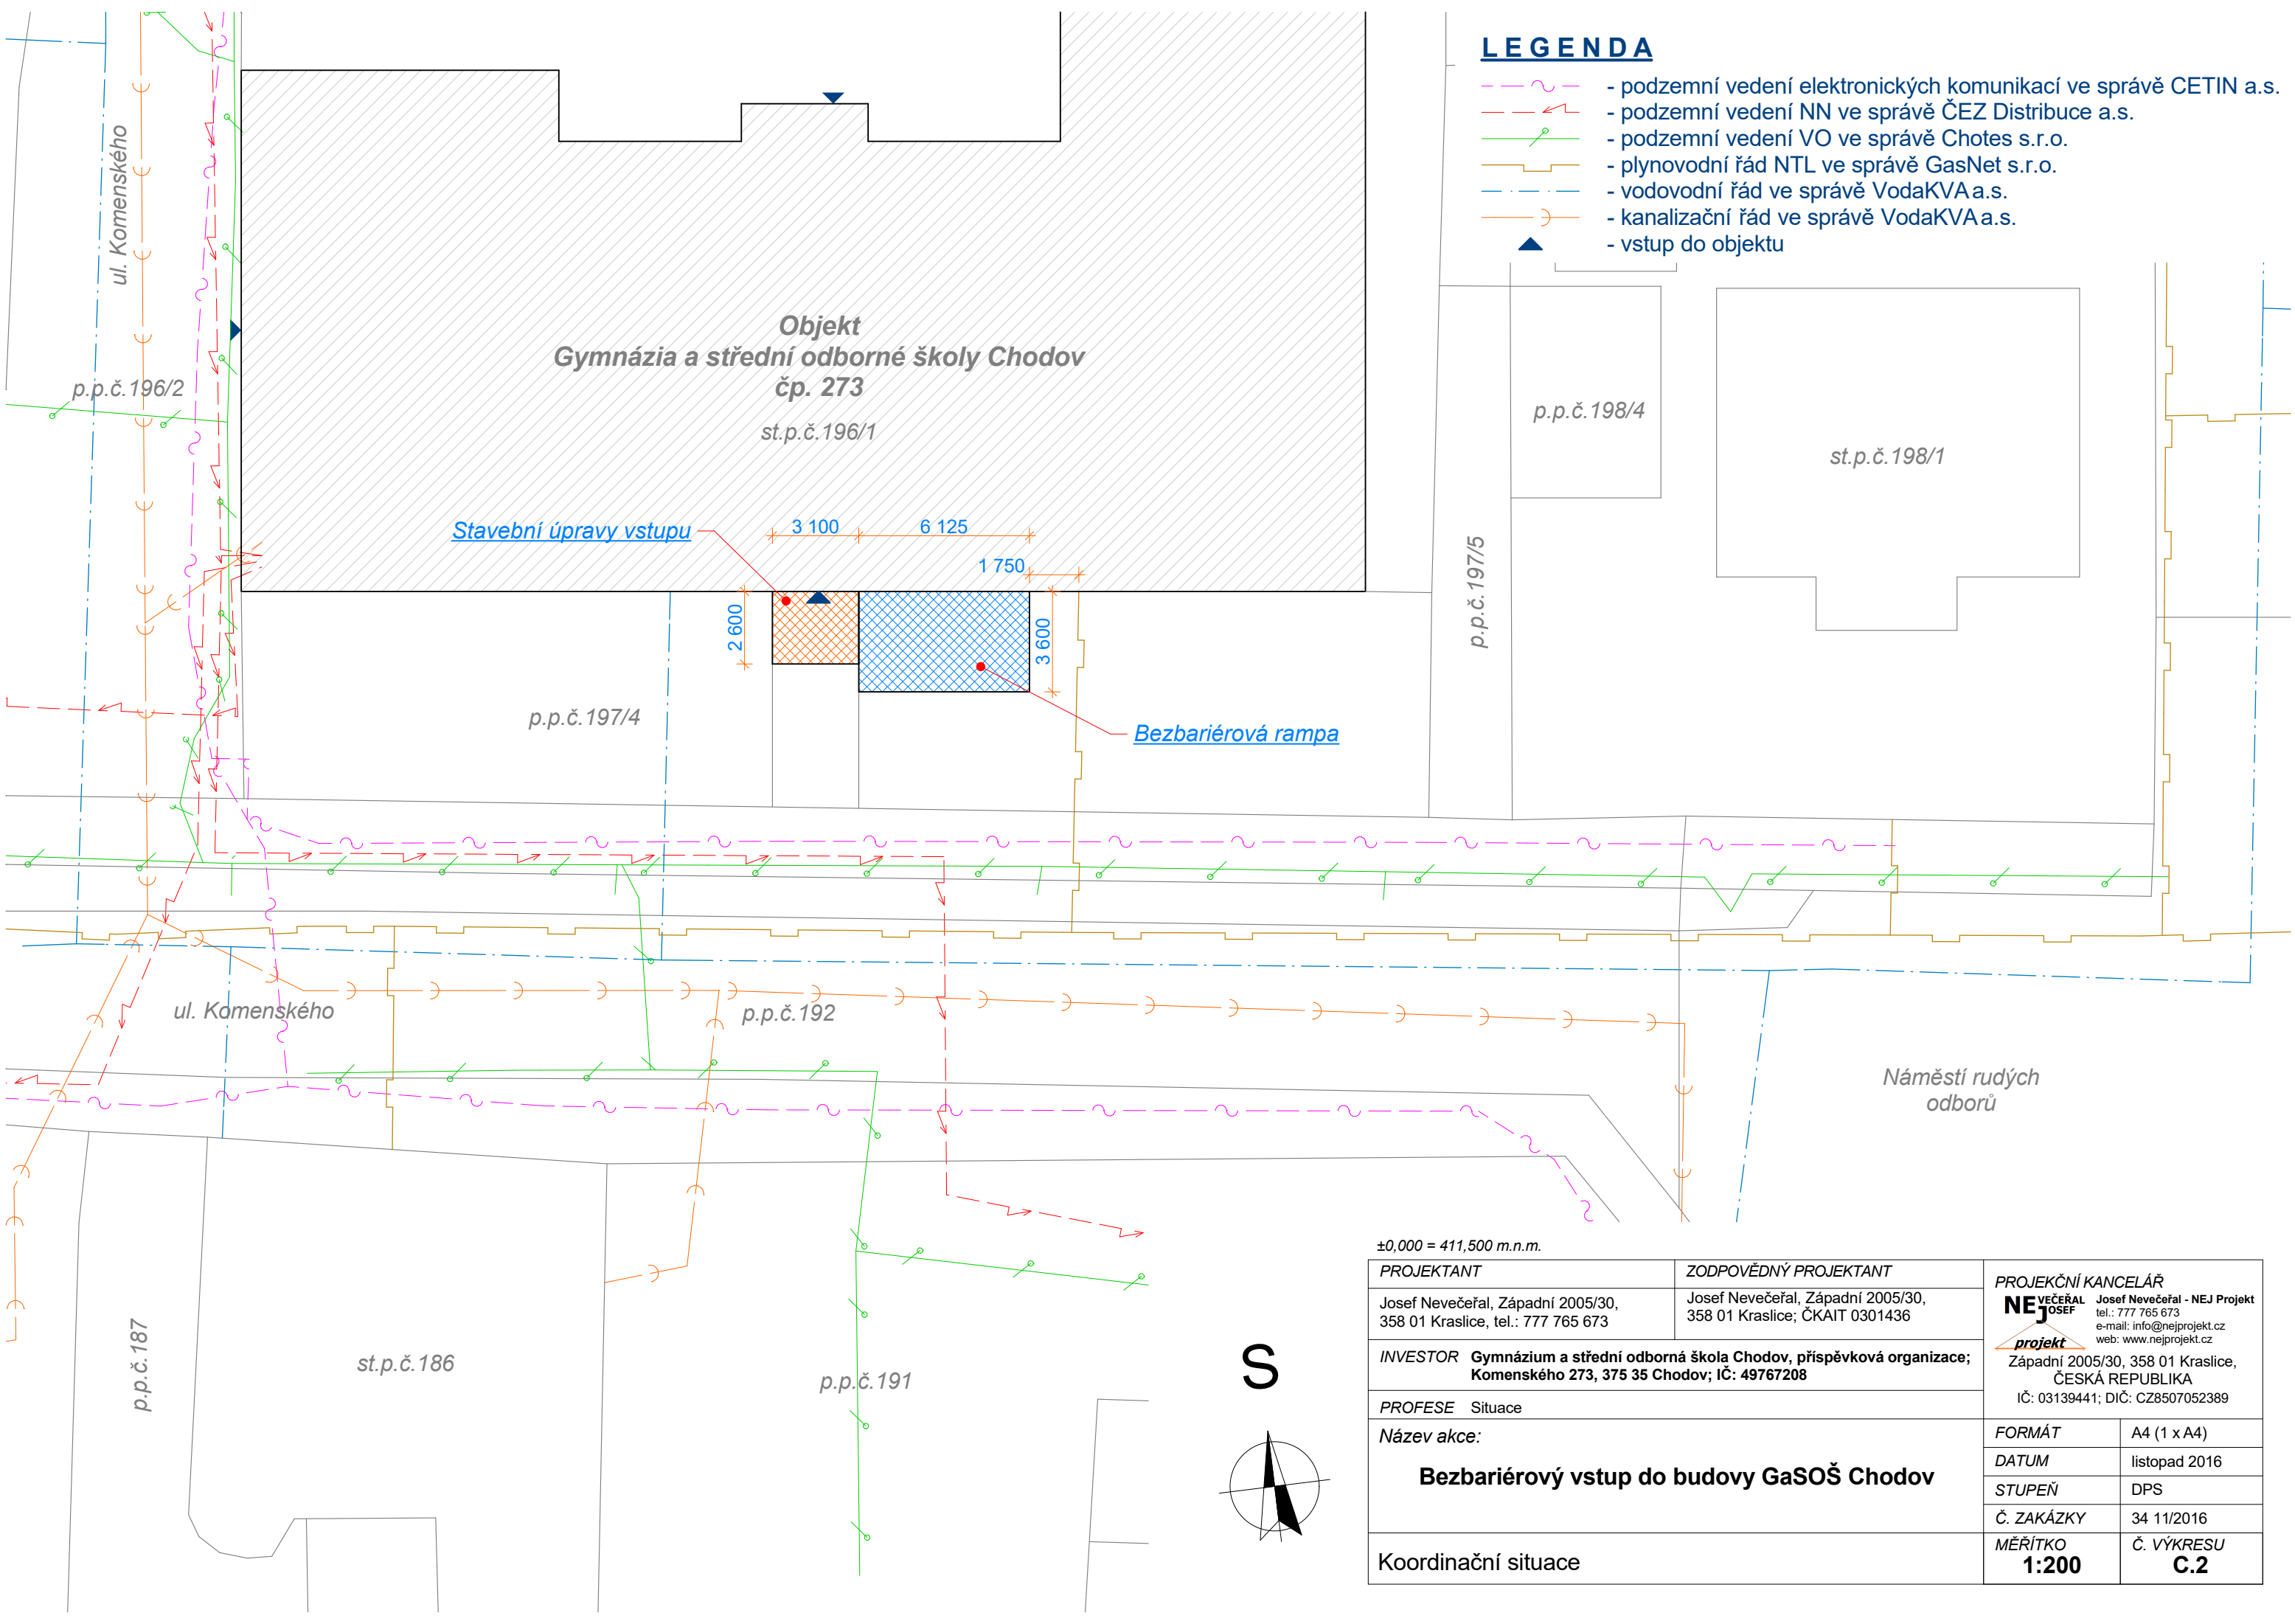 LEGENDA
- podzemní vedení elektronických komunikací ve správě CETIN a.s.
- podzemní vedení NN ve správě ČEZ Distribuce a.s.
- podzemní vedení VO ve správě Chotes s.r.o.
- plynovodní řád NTL ve správě GasNet s.r.o.
- vodovodní řád ve správě VodaKVA a.s.
- kanalizační řád ve správě VodaKVA a.s.
- vstup do objektu
ul. Komenského
p.p.č.196/2
Objekt
Gymnázia a střední odborné školy Chodov
čp. 273
st.p.č.196/1
p.p.č.198/4
st.p.č.198/1
p.p.č.197/5
Stavební úpravy vstupu
3 100
6 125
1 750
2 600
3 600
p.p.č.197/4
Bezbariérová rampa
ul. Komenského
p.p.č.192
Náměstí rudých
odborů
p.p.č.187
st.p.č.186
p.p.č.191
S
±0,000 = 411,500 m.n.m.
PROJEKTANT
Josef Nevečeřal, Západní 2005/30,
358 01 Kraslice, tel.: 777 765 673
ZODPOVĚDNÝ PROJEKTANT
Josef Nevečeřal, Západní 2005/30,
358 01 Kraslice; ČKAIT 0301436
INVESTOR Gymnázium a střední odborná škola Chodov, příspěvková organizace;
Komenského 273, 375 35 Chodov; IČ: 49767208
PROFESE Situace
Název akce:
Bezbariérový vstup do budovy GaSOŠ Chodov
Koordinační situace
PROJEKČNÍ KANCELÁŘ
NEVEČEŘAL
JOSEF
projekt
Josef Nevečeřal - NEJ Projekt
tel.: 777 765 673
e-mail: info@nejprojekt.cz
web: www.nejprojekt.cz
Západní 2005/30, 358 01 Kraslice,
ČESKÁ REPUBLIKA
IČ: 03139441; DIČ: CZ8507052389
FORMÁT A4 (1 x A4)
DATUM listopad 2016
STUPEŇ DPS
Č. ZAKÁZKY 34 11/2016
MĚŘÍTKO
1:200
Č. VÝKRESU
C.2